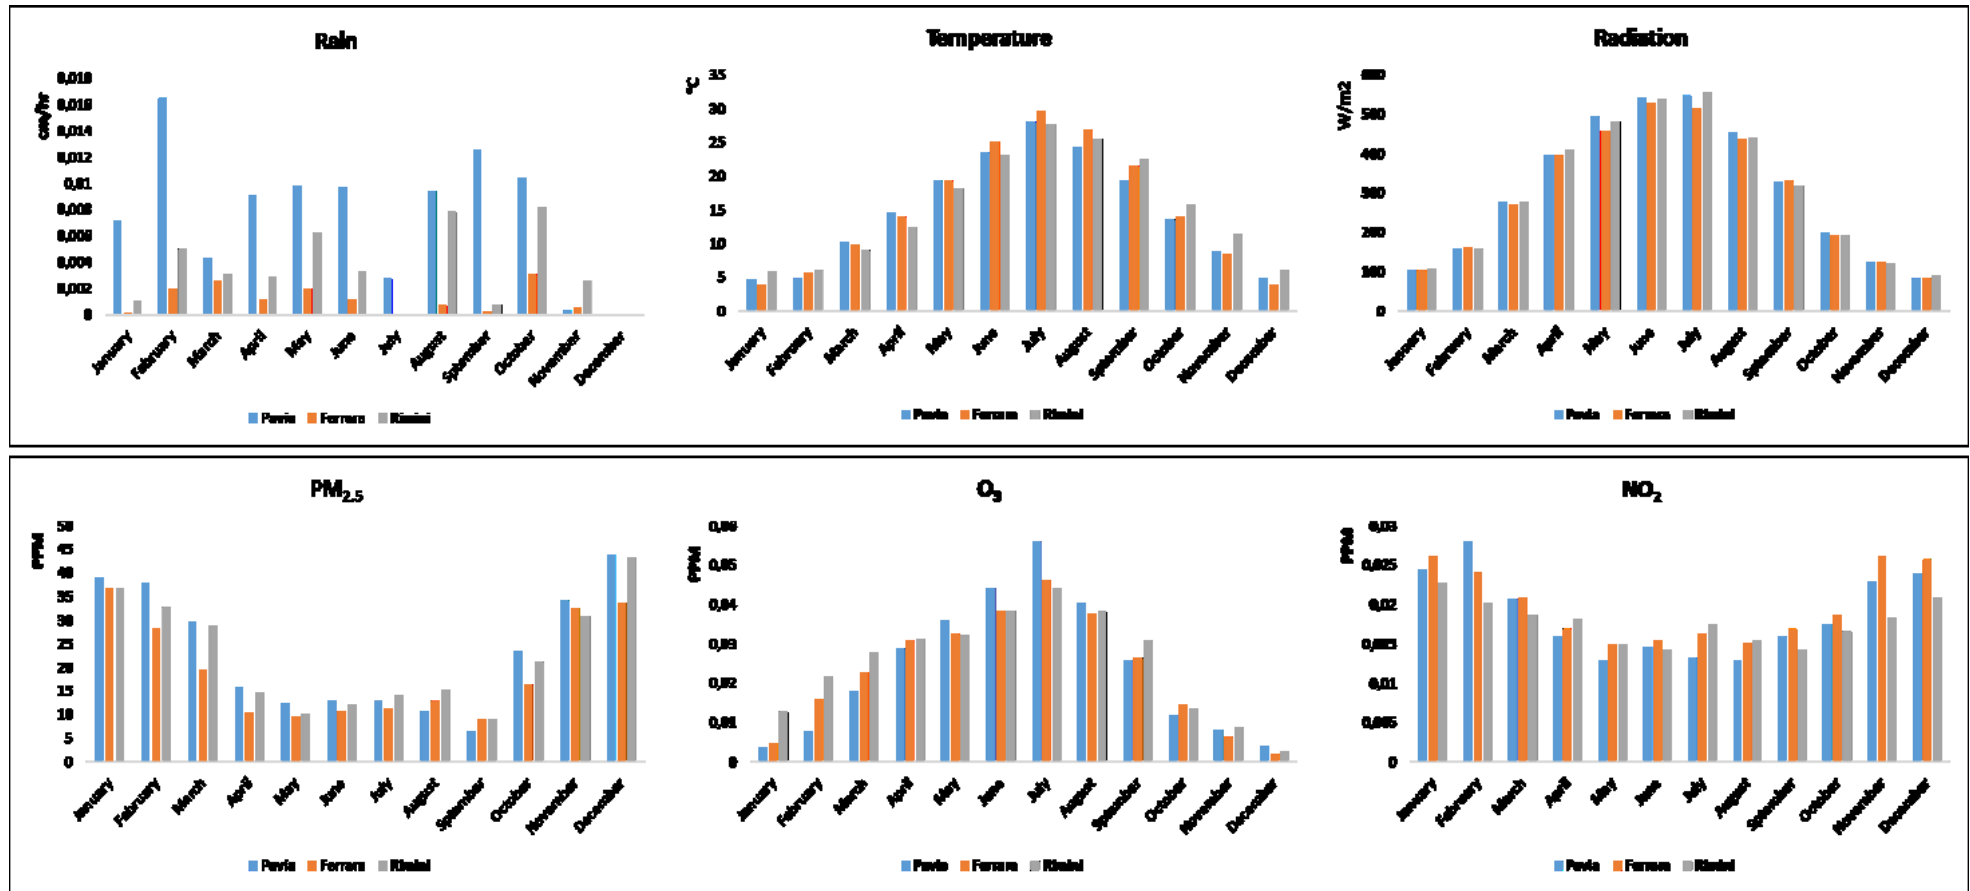 Rain
cm/hr
0,018
0,016
0,014
0,012
0,01
0,008
0,006
0,004
0,002
0
January
February
March
April
May
June
July
August
Sptember
October
November
December
Pavia Ferrara Rimini
Temperature
°C
35
30
25
20
15
10
5
0
January
February
March
April
May
June
July
August
Sptember
October
November
December
Pavia Ferrara Rimini
Radiation
W/m2
600
500
400
300
200
100
0
January
February
March
April
May
June
July
August
Sptember
October
November
December
Pavia Ferrara Rimini
PM2.5
PPM
50
45
40
35
30
25
20
15
10
5
0
January
February
March
April
May
June
July
August
Sptember
October
November
December
Pavia Ferrara Rimini
O3
PPM
0,06
0,05
0,04
0,03
0,02
0,01
0
January
February
March
April
May
June
July
August
Sptember
October
November
December
Pavia Ferrara Rimini
NO2
PPM
0,03
0,025
0,02
0,015
0,01
0,005
0
January
February
March
April
May
June
July
August
Sptember
October
November
December
Pavia Ferrara Rimini